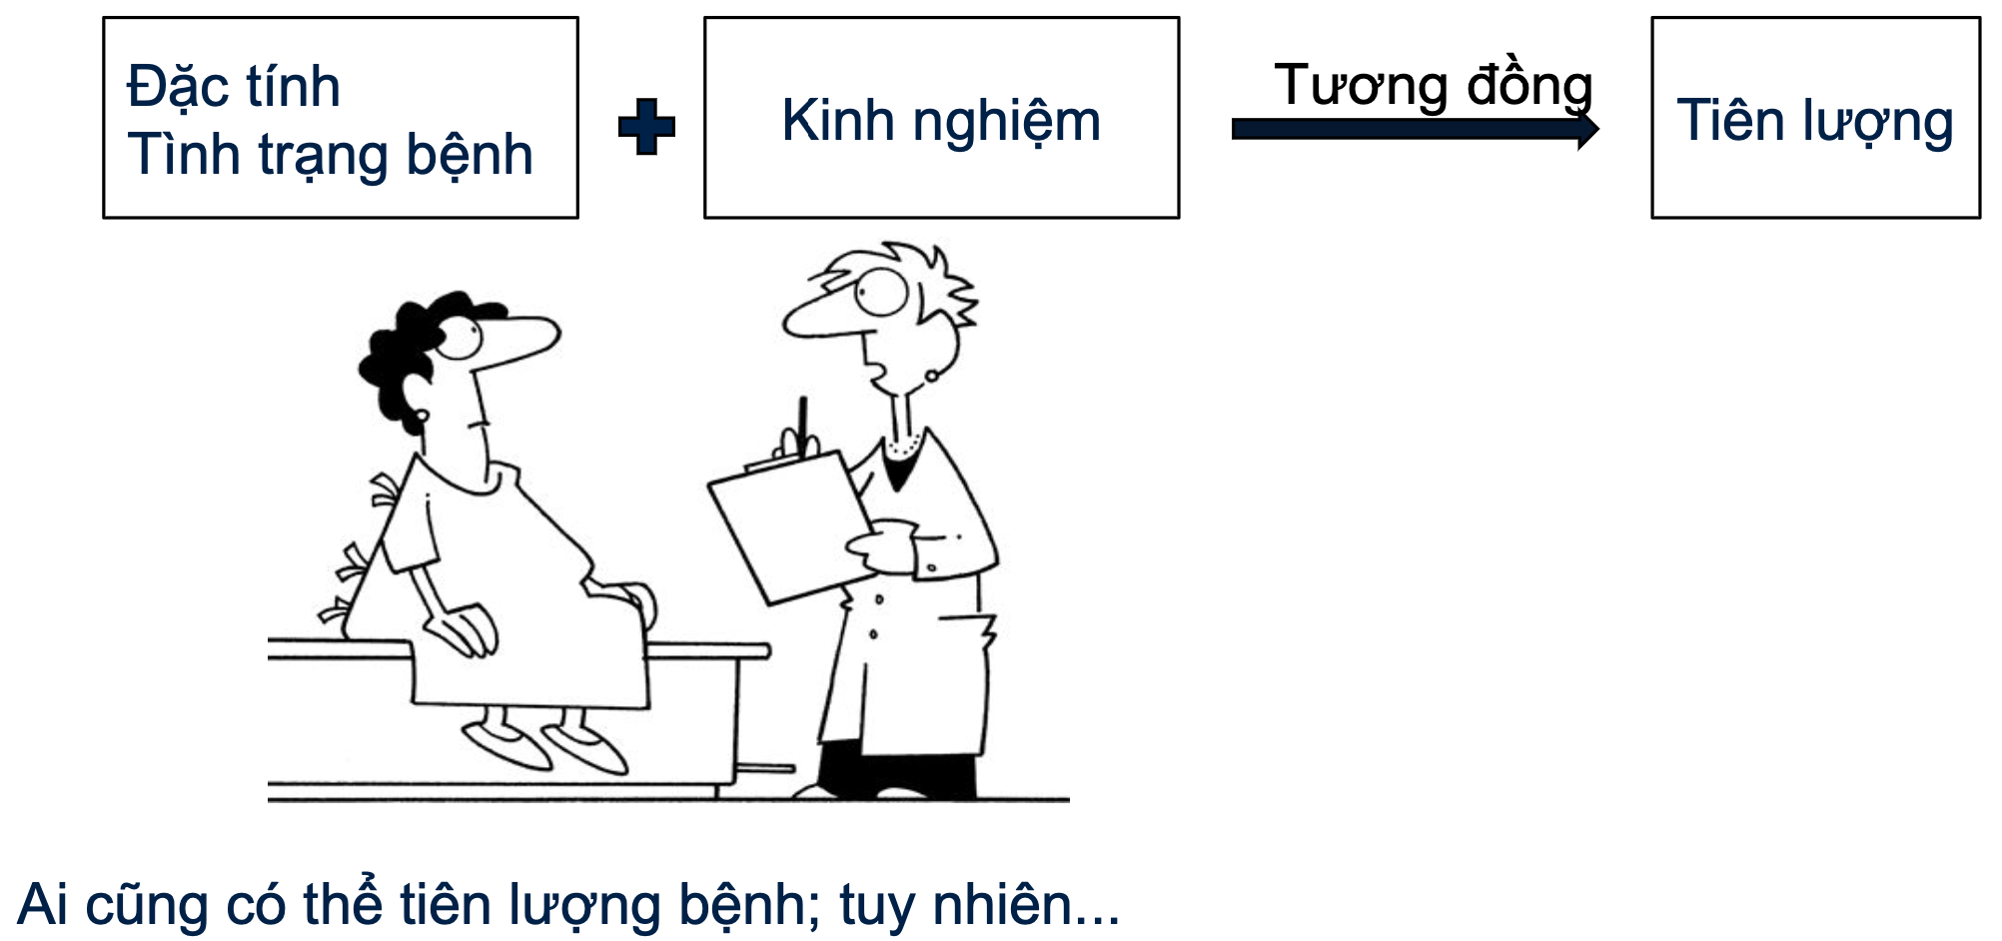 Đặc tính
Tình trạng bệnh
Kinh nghiệm
Tương đồng
Tiên lượng
Ai cũng có thể tiên lượng bệnh; tuy nhiên...